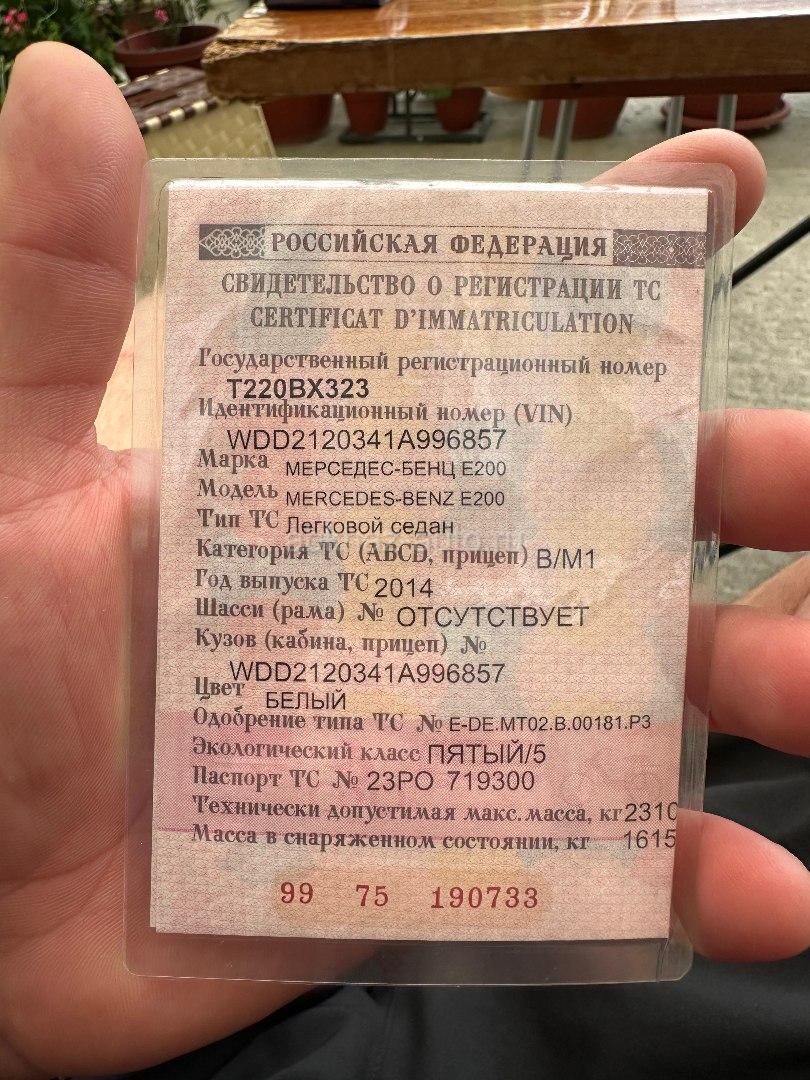 РОССИЙСКАЯ ФЕДЕРАЦИЯ
СВИДЕТЕЛЬСТВО О РЕГИСТРАЦИИ ТС
CERTIFICAT D'IMMATRICULATION
Государственный регистрационный номер
Т220ВХ323
Идентификационный номер (VIN)
WDD2120341A996857
Марка МЕРСЕДЕС-БЕНЦ Е200
Модель MERCEDES-BENZ E200
Тип ТС Легковой седан
Категория ТС (ABCD, прицеп) B/M1
Год выпуска ТС 2014
Шасси (рама) № ОТСУТСТВУЕТ
Кузов (кабина, прицеп) №
WDD2120341A996857
Цвет БЕЛЫЙ
Одобрение типа ТС № E-DE.MT02.B.00181.P3
Экологический класс ПЯТЫЙ/5
Паспорт ТС № 23РО 719300
Технически допустимая макс. масса, кг 2310
Масса в снаряженном состоянии, кг 1615
99 75 190733